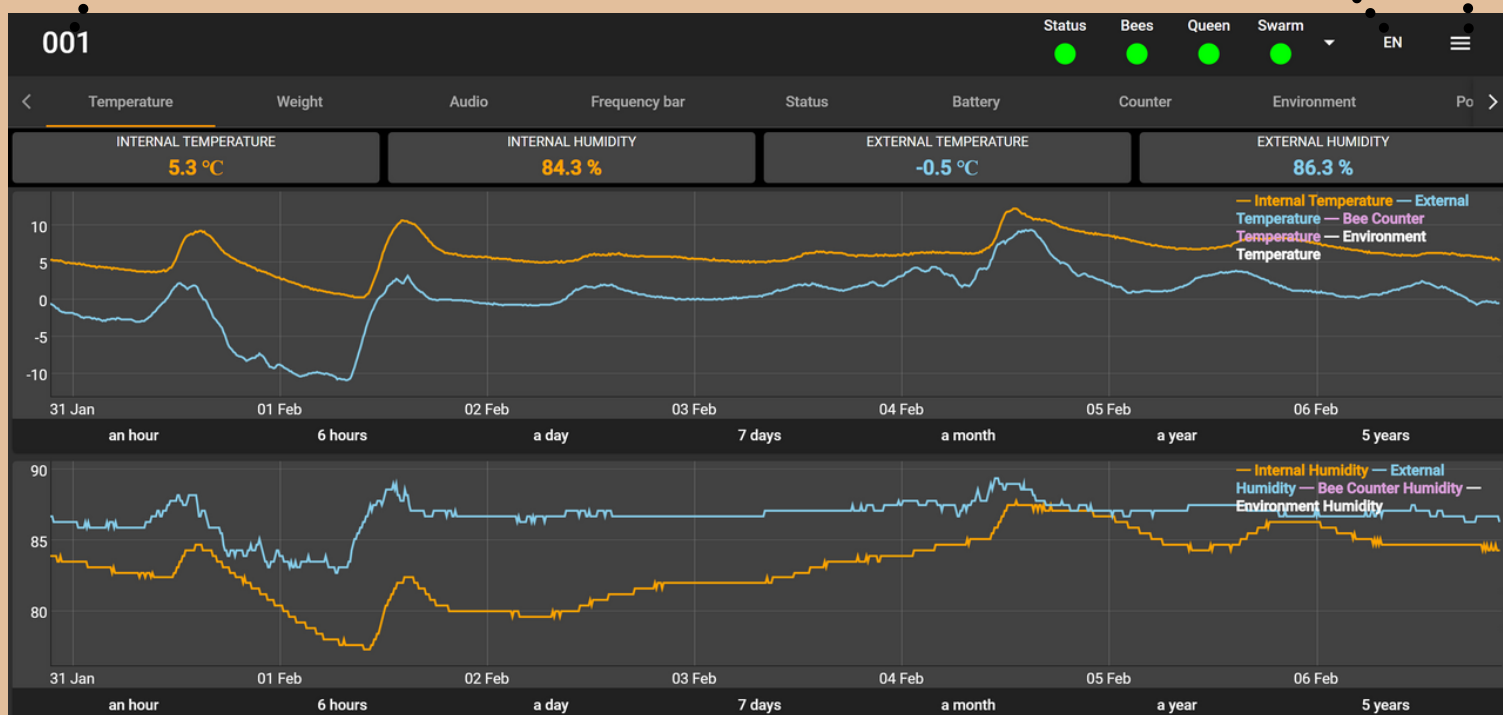 001
Status Bees Queen Swarm
EN
Temperature Weight Audio Frequency bar Status Battery Counter Environment Po
INTERNAL TEMPERATURE INTERNAL HUMIDITY EXTERNAL TEMPERATURE EXTERNAL HUMIDITY
5.3 °C 84.3 % -0.5 °C 86.3 %
— Internal Temperature — External
Temperature — Bee Counter
Temperature — Environment
Temperature
10
5
0
-5
-10
31 Jan 01 Feb 02 Feb 03 Feb 04 Feb 05 Feb 06 Feb
an hour 6 hours a day 7 days a month a year 5 years
— Internal Humidity — External
Humidity — Bee Counter Humidity —
Environment Humidity
90
85
80
31 Jan 01 Feb 02 Feb 03 Feb 04 Feb 05 Feb 06 Feb
an hour 6 hours a day 7 days a month a year 5 years